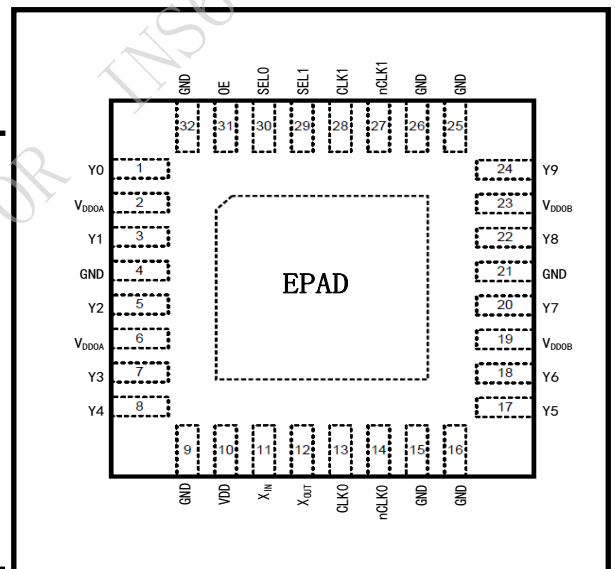 GND OE SEL0 SEL1 CLK1 nCLK1 GND GND
32 31 30 29 28 27 26 25
Y0 1 24 Y9
VDDOA 2 23 VDDOB
Y1 3 22 Y8
GND 4 21 GND
EPAD
Y2 5 20 Y7
VDDOA 6 19 VDDOB
Y3 7 18 Y6
Y4 8 17 Y5
9 10 11 12 13 14 15 16
GND VDD XIN XOUT CLK0 nCLK0 GND GND
OR INS